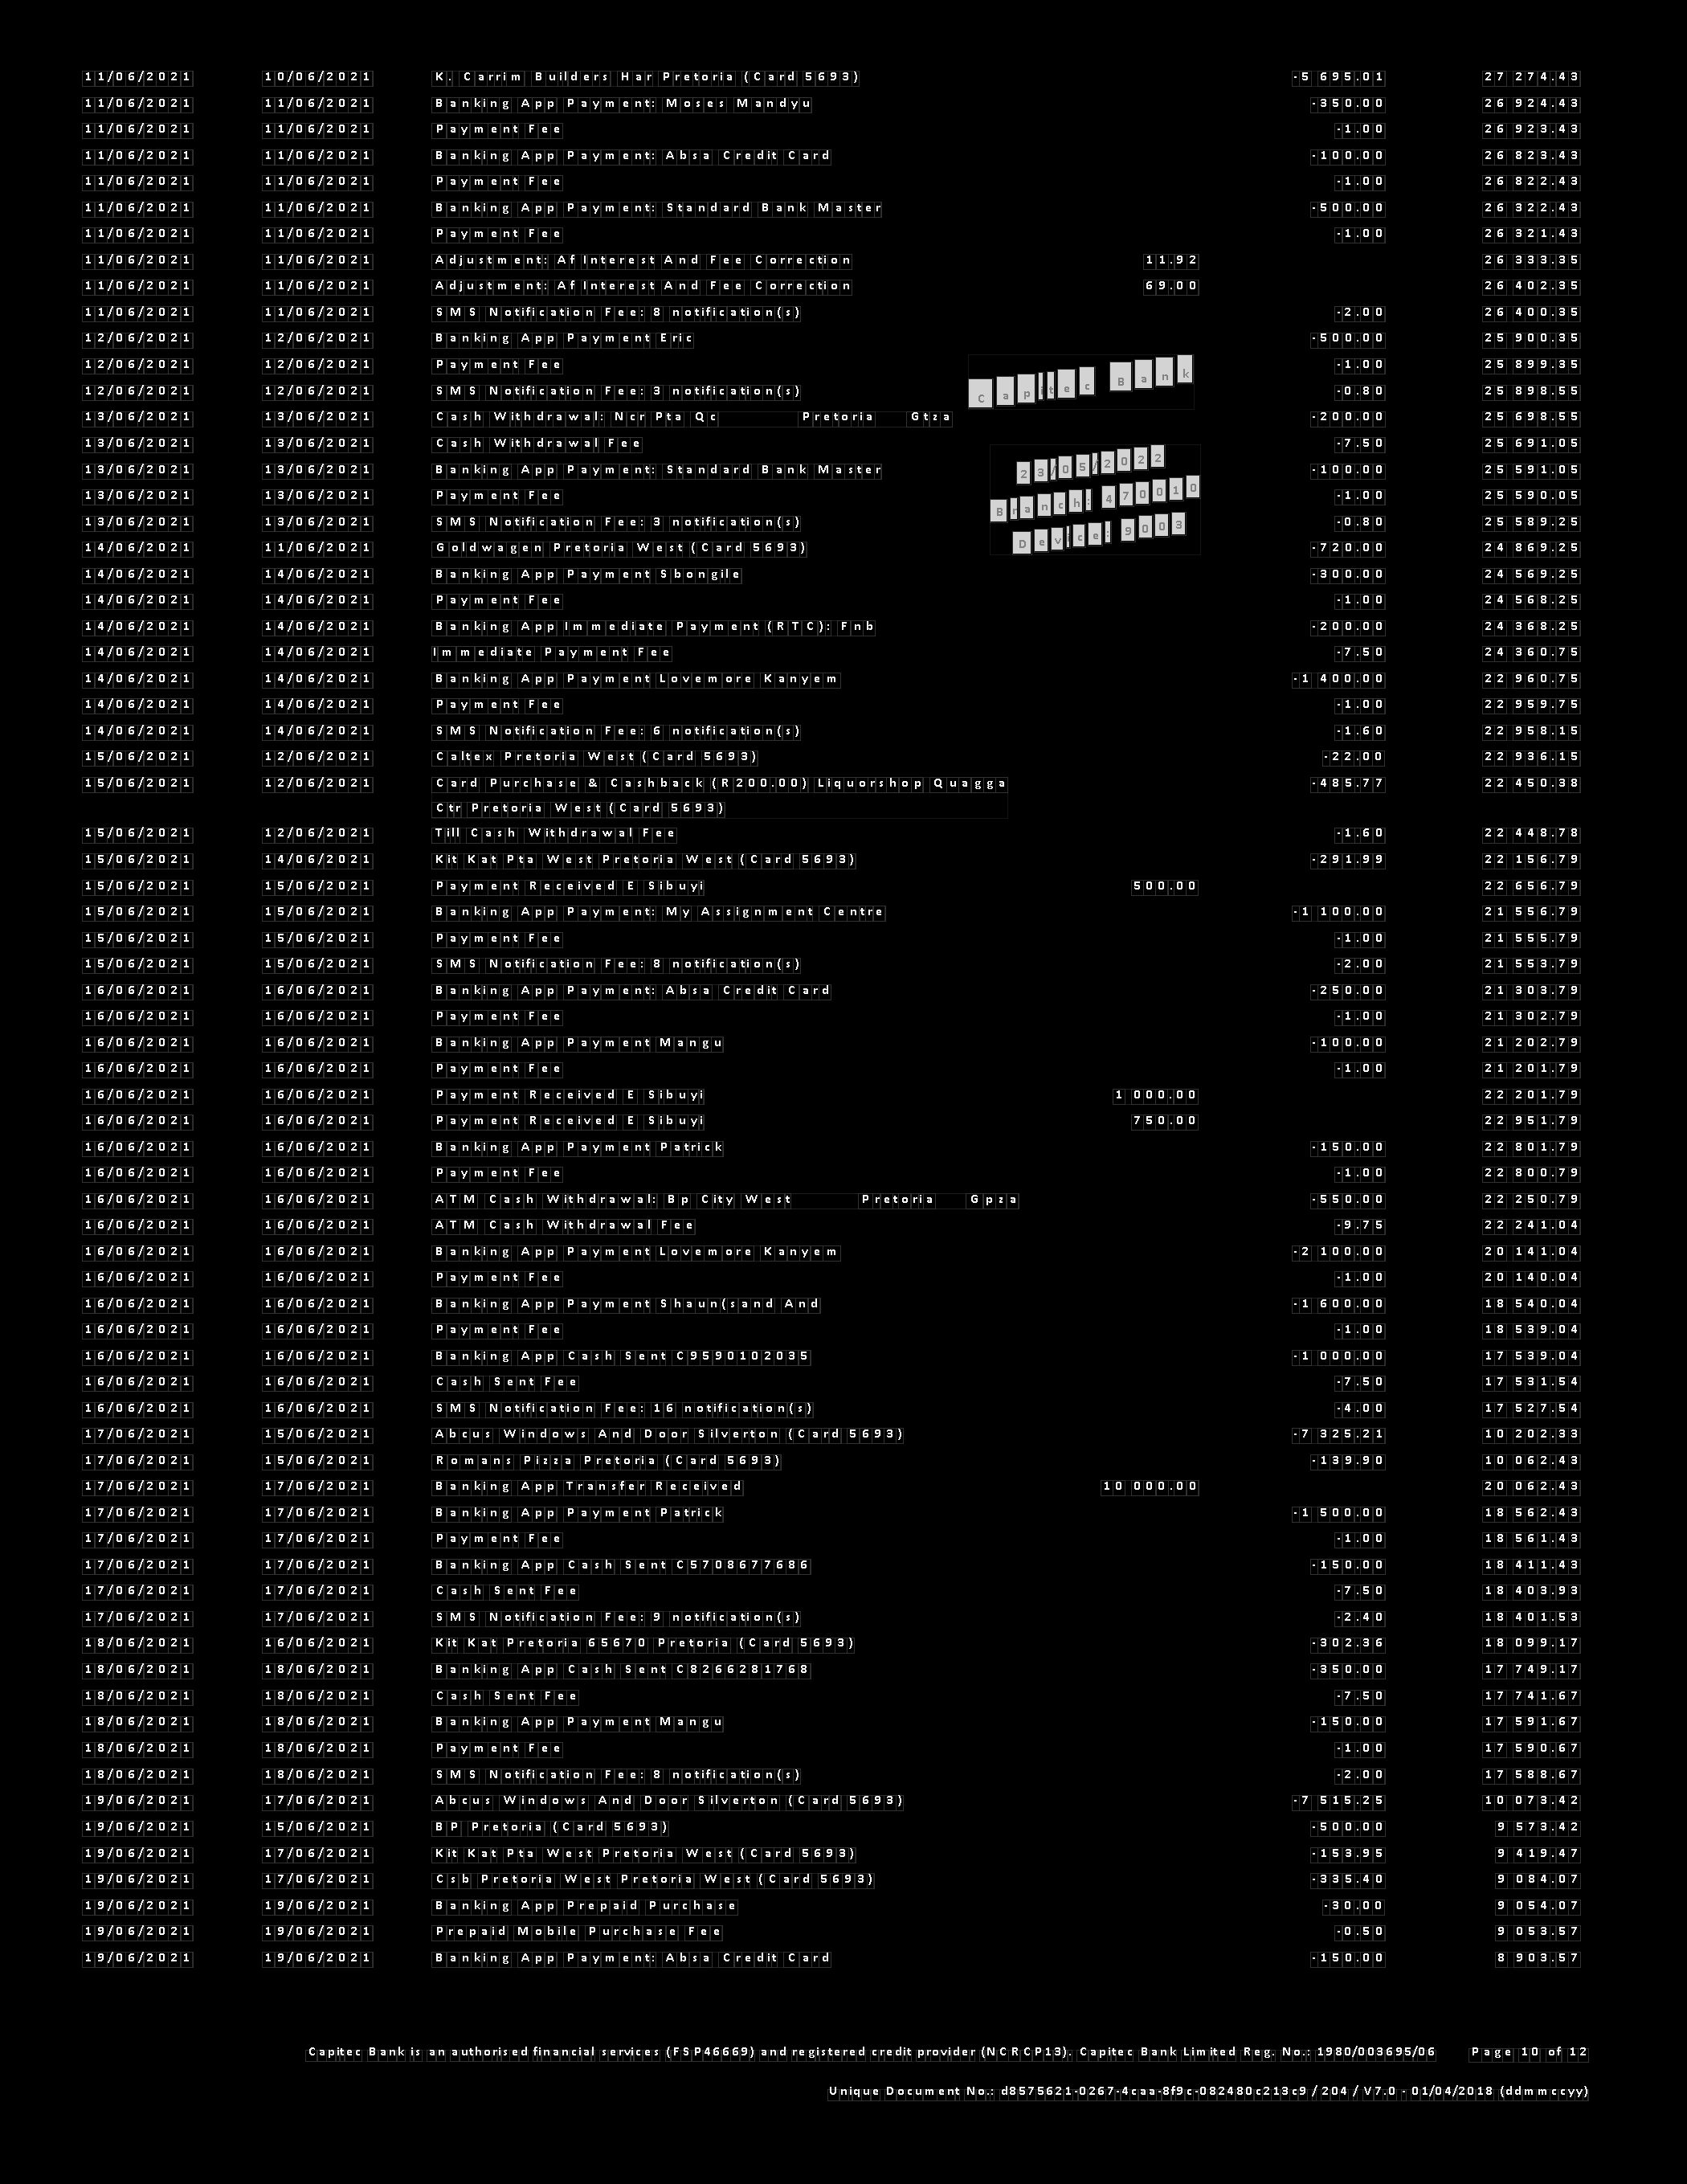 11/06/2021 10/06/2021 K. Carrim Builders Har Pretoria (Card 5693) -5 695.01 27 274.43
11/06/2021 11/06/2021 Banking App Payment: Moses Mandyu -350.00 26 924.43
11/06/2021 11/06/2021 Payment Fee -1.00 26 923.43
11/06/2021 11/06/2021 Banking App Payment: Absa Credit Card -100.00 26 823.43
11/06/2021 11/06/2021 Payment Fee -1.00 26 822.43
11/06/2021 11/06/2021 Banking App Payment: Standard Bank Master -500.00 26 322.43
11/06/2021 11/06/2021 Payment Fee -1.00 26 321.43
11/06/2021 11/06/2021 Adjustment: Af Interest And Fee Correction 11.92 26 333.35
11/06/2021 11/06/2021 Adjustment: Af Interest And Fee Correction 69.00 26 402.35
11/06/2021 11/06/2021 SMS Notification Fee: 8 notification(s) -2.00 26 400.35
12/06/2021 12/06/2021 Banking App Payment Eric -500.00 25 900.35
12/06/2021 12/06/2021 Payment Fee -1.00 25 899.35
Capitec Bank
12/06/2021 12/06/2021 SMS Notification Fee: 3 notification(s) -0.80 25 898.55
13/06/2021 13/06/2021 Cash Withdrawal: Ncr Pta Qc Pretoria Gtza -200.00 25 698.55
13/06/2021 13/06/2021 Cash Withdrawal Fee -7.50 25 691.05
23/05/2022
13/06/2021 13/06/2021 Banking App Payment: Standard Bank Master -100.00 25 591.05
13/06/2021 13/06/2021 Payment Fee -1.00 25 590.05
Branch: 470010
13/06/2021 13/06/2021 SMS Notification Fee: 3 notification(s) -0.80 25 589.25
Device: 9003
14/06/2021 11/06/2021 Goldwagen Pretoria West (Card 5693) -720.00 24 869.25
14/06/2021 14/06/2021 Banking App Payment Sbongile -300.00 24 569.25
14/06/2021 14/06/2021 Payment Fee -1.00 24 568.25
14/06/2021 14/06/2021 Banking App Immediate Payment (RTC): Fnb -200.00 24 368.25
14/06/2021 14/06/2021 Immediate Payment Fee -7.50 24 360.75
14/06/2021 14/06/2021 Banking App Payment Lovemore Kanyem -1 400.00 22 960.75
14/06/2021 14/06/2021 Payment Fee -1.00 22 959.75
14/06/2021 14/06/2021 SMS Notification Fee: 6 notification(s) -1.60 22 958.15
15/06/2021 12/06/2021 Caltex Pretoria West (Card 5693) -22.00 22 936.15
15/06/2021 12/06/2021 Card Purchase & Cashback (R200.00) Liquorshop Quagga -485.77 22 450.38
Ctr Pretoria West (Card 5693)
15/06/2021 12/06/2021 Till Cash Withdrawal Fee -1.60 22 448.78
15/06/2021 14/06/2021 Kit Kat Pta West Pretoria West (Card 5693) -291.99 22 156.79
15/06/2021 15/06/2021 Payment Received E Sibuyi 500.00 22 656.79
15/06/2021 15/06/2021 Banking App Payment: My Assignment Centre -1 100.00 21 556.79
15/06/2021 15/06/2021 Payment Fee -1.00 21 555.79
15/06/2021 15/06/2021 SMS Notification Fee: 8 notification(s) -2.00 21 553.79
16/06/2021 16/06/2021 Banking App Payment: Absa Credit Card -250.00 21 303.79
16/06/2021 16/06/2021 Payment Fee -1.00 21 302.79
16/06/2021 16/06/2021 Banking App Payment Mangu -100.00 21 202.79
16/06/2021 16/06/2021 Payment Fee -1.00 21 201.79
16/06/2021 16/06/2021 Payment Received E Sibuyi 1 000.00 22 201.79
16/06/2021 16/06/2021 Payment Received E Sibuyi 750.00 22 951.79
16/06/2021 16/06/2021 Banking App Payment Patrick -150.00 22 801.79
16/06/2021 16/06/2021 Payment Fee -1.00 22 800.79
16/06/2021 16/06/2021 ATM Cash Withdrawal: Bp City West Pretoria Gpza -550.00 22 250.79
16/06/2021 16/06/2021 ATM Cash Withdrawal Fee -9.75 22 241.04
16/06/2021 16/06/2021 Banking App Payment Lovemore Kanyem -2 100.00 20 141.04
16/06/2021 16/06/2021 Payment Fee -1.00 20 140.04
16/06/2021 16/06/2021 Banking App Payment Shaun(sand And -1 600.00 18 540.04
16/06/2021 16/06/2021 Payment Fee -1.00 18 539.04
16/06/2021 16/06/2021 Banking App Cash Sent C9590102035 -1 000.00 17 539.04
16/06/2021 16/06/2021 Cash Sent Fee -7.50 17 531.54
16/06/2021 16/06/2021 SMS Notification Fee: 16 notification(s) -4.00 17 527.54
17/06/2021 15/06/2021 Abcus Windows And Door Silverton (Card 5693) -7 325.21 10 202.33
17/06/2021 15/06/2021 Romans Pizza Pretoria (Card 5693) -139.90 10 062.43
17/06/2021 17/06/2021 Banking App Transfer Received 10 000.00 20 062.43
17/06/2021 17/06/2021 Banking App Payment Patrick -1 500.00 18 562.43
17/06/2021 17/06/2021 Payment Fee -1.00 18 561.43
17/06/2021 17/06/2021 Banking App Cash Sent C5708677686 -150.00 18 411.43
17/06/2021 17/06/2021 Cash Sent Fee -7.50 18 403.93
17/06/2021 17/06/2021 SMS Notification Fee: 9 notification(s) -2.40 18 401.53
18/06/2021 16/06/2021 Kit Kat Pretoria 65670 Pretoria (Card 5693) -302.36 18 099.17
18/06/2021 18/06/2021 Banking App Cash Sent C8266281768 -350.00 17 749.17
18/06/2021 18/06/2021 Cash Sent Fee -7.50 17 741.67
18/06/2021 18/06/2021 Banking App Payment Mangu -150.00 17 591.67
18/06/2021 18/06/2021 Payment Fee -1.00 17 590.67
18/06/2021 18/06/2021 SMS Notification Fee: 8 notification(s) -2.00 17 588.67
19/06/2021 17/06/2021 Abcus Windows And Door Silverton (Card 5693) -7 515.25 10 073.42
19/06/2021 15/06/2021 BP Pretoria (Card 5693) -500.00 9 573.42
19/06/2021 17/06/2021 Kit Kat Pta West Pretoria West (Card 5693) -153.95 9 419.47
19/06/2021 17/06/2021 Csb Pretoria West Pretoria West (Card 5693) -335.40 9 084.07
19/06/2021 19/06/2021 Banking App Prepaid Purchase -30.00 9 054.07
19/06/2021 19/06/2021 Prepaid Mobile Purchase Fee -0.50 9 053.57
19/06/2021 19/06/2021 Banking App Payment: Absa Credit Card -150.00 8 903.57
Capitec Bank is an authorised financial services (FSP46669) and registered credit provider (NCRCP13). Capitec Bank Limited Reg. No.: 1980/003695/06 Page 10 of 12
Unique Document No.: d8575621-0267-4caa-8f9c-082480c213c9 / 204 / V7.0 - 01/04/2018 (ddmmccyy)